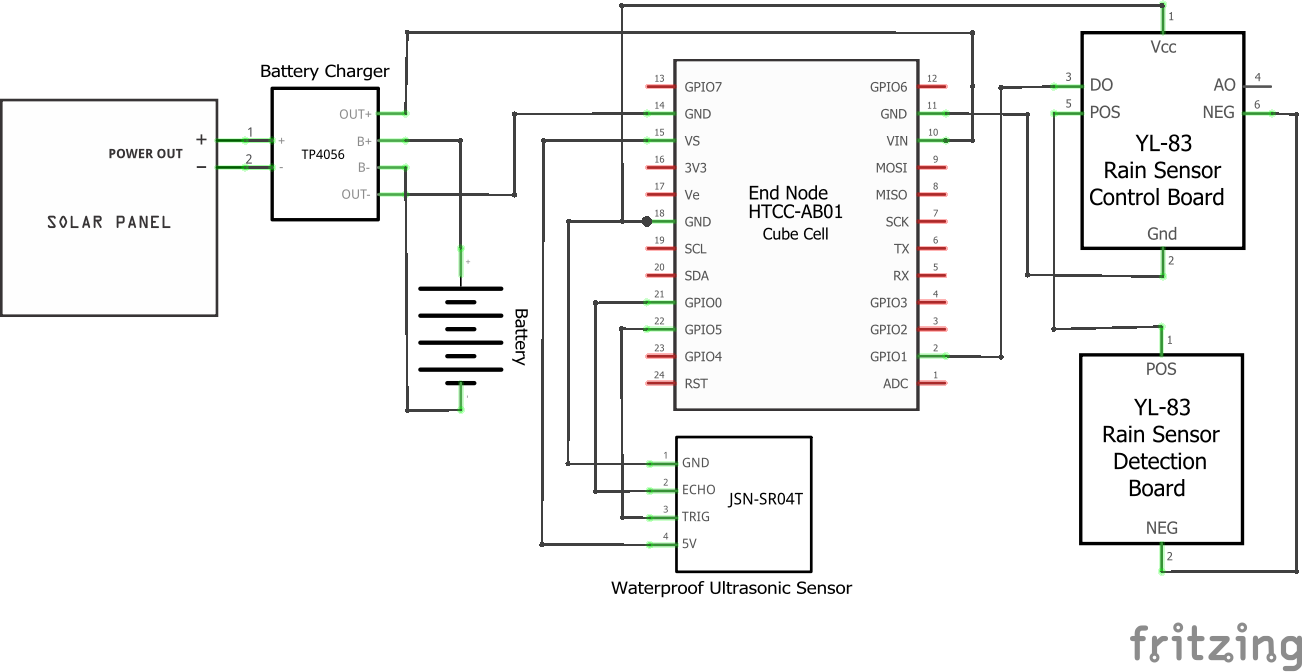 Battery Charger
POWER OUT
+
−
1
2
SOLAR PANEL
+
-
TP4056
OUT+
B+
B-
OUT-
+
Battery
13 GPIO7
14 GND
15 VS
16 3V3
17 Ve
18 GND
19 SCL
20 SDA
21 GPIO0
22 GPIO5
23 GPIO4
24 RST
End Node
HTCC-AB01
Cube Cell
GPIO6 12
GND 11
VIN 10
MOSI 9
MISO 8
SCK 7
TX 6
RX 5
GPIO3 4
GPIO2 3
GPIO1 2
ADC 1
1 GND
2 ECHO
3 TRIG
4 5V
JSN-SR04T
Waterproof Ultrasonic Sensor
1
Vcc
3 DO
AO 4
5 POS
NEG 6
YL-83
Rain Sensor
Control Board
Gnd
2
1
POS
YL-83
Rain Sensor
Detection
Board
NEG
2
fritzing